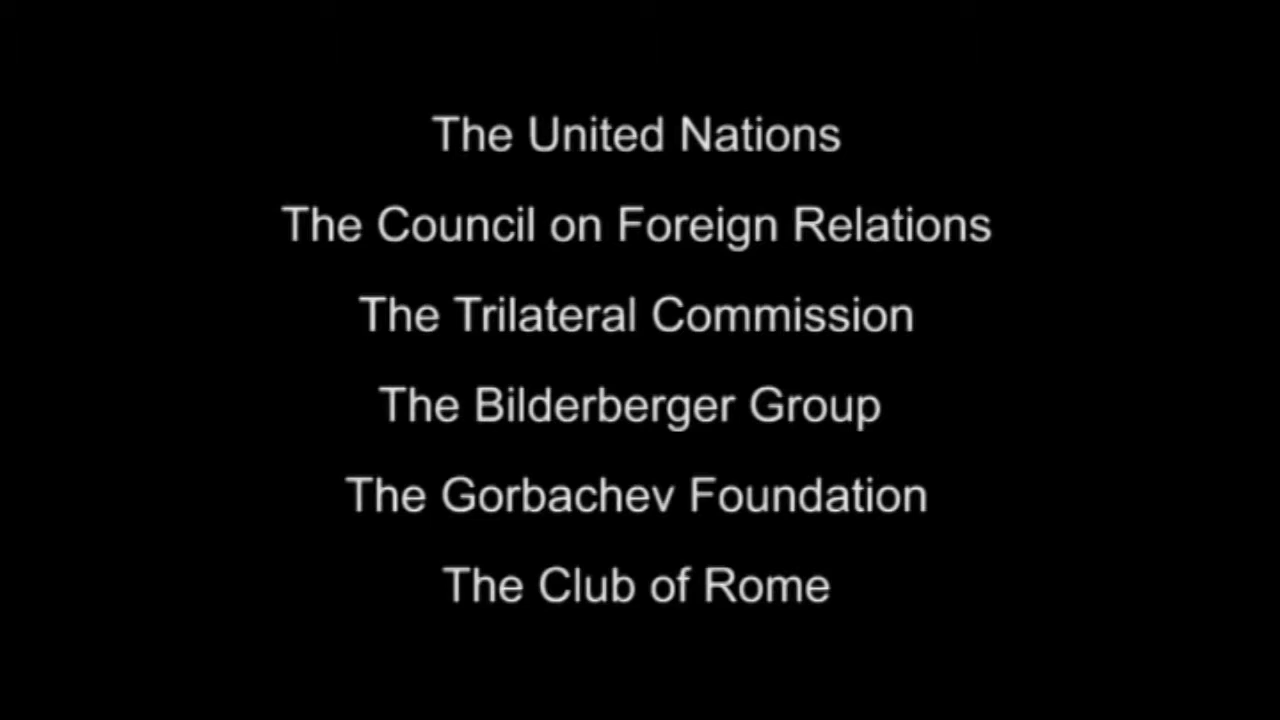 The United Nations
The Council on Foreign Relations
The Trilateral Commission
The Bilderberger Group
The Gorbachev Foundation
The Club of Rome